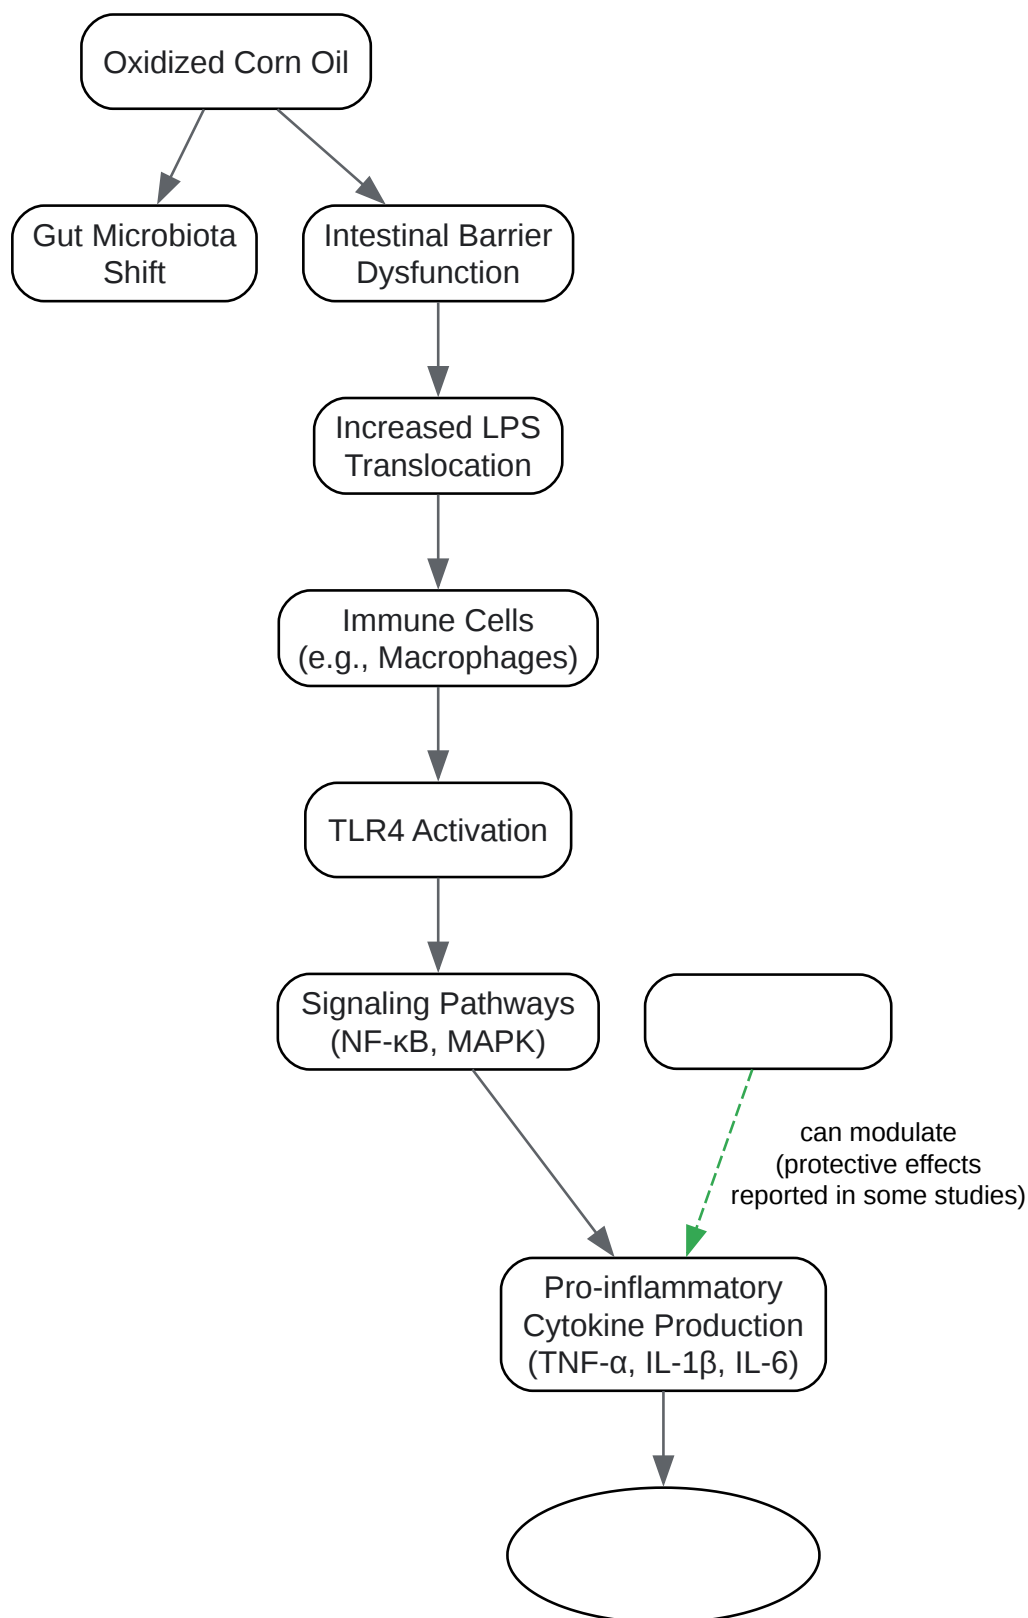 Oxidized Corn Oil
Gut Microbiota
Shift
Intestinal Barrier
Dysfunction
Increased LPS
Translocation
Immune Cells
(e.g., Macrophages)
TLR4 Activation
Signaling Pathways
(NF-κB, MAPK)
can modulate
(protective effects
reported in some studies)
Pro-inflammatory
Cytokine Production
(TNF-α, IL-1β, IL-6)